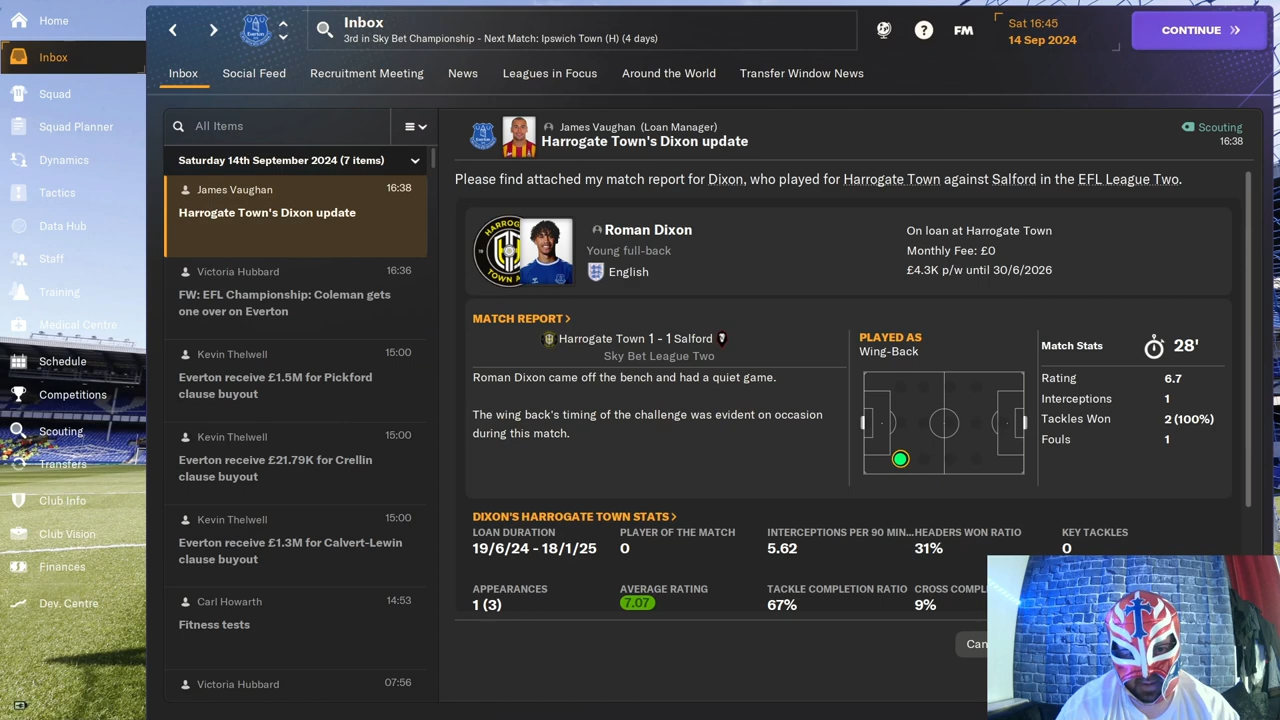 Home
Inbox
Squad
Squad Planner
Dynamics
Tactics
Data Hub
Staff
Training
Medical Centre
Schedule
Competitions
Scouting
Transfers
Club Info
Club Vision
Finances
Dev. Centre
Inbox
3rd in Sky Bet Championship - Next Match: Ipswich Town (H) (4 days)
?
FM
Sat 16:45
14 Sep 2024
CONTINUE
Inbox
Social Feed
Recruitment Meeting
News
Leagues in Focus
Around the World
Transfer Window News
All Items
Saturday 14th September 2024 (7 items)
James Vaughan 16:38
Harrogate Town's Dixon update
Victoria Hubbard 16:36
FW: EFL Championship: Coleman gets
one over on Everton
Kevin Thelwell 15:00
Everton receive £1.5M for Pickford
clause buyout
Kevin Thelwell 15:00
Everton receive £21.79K for Crellin
clause buyout
Kevin Thelwell 15:00
Everton receive £1.3M for Calvert-Lewin
clause buyout
Carl Howarth 14:53
Fitness tests
Victoria Hubbard 07:56
James Vaughan (Loan Manager)
Harrogate Town's Dixon update
Scouting
16:38
Please find attached my match report for Dixon, who played for Harrogate Town against Salford in the EFL League Two.
Roman Dixon
Young full-back
English
On loan at Harrogate Town
Monthly Fee: £0
£4.3K p/w until 30/6/2026
MATCH REPORT >
Harrogate Town 1 - 1 Salford
Sky Bet League Two
Roman Dixon came off the bench and had a quiet game.
The wing back's timing of the challenge was evident on occasion
during this match.
PLAYED AS
Wing-Back
Match Stats 28'
Rating 6.7
Interceptions 1
Tackles Won 2 (100%)
Fouls 1
DIXON'S HARROGATE TOWN STATS >
LOAN DURATION PLAYER OF THE MATCH INTERCEPTIONS PER 90 MIN... HEADERS WON RATIO KEY TACKLES
19/6/24 - 18/1/25 0 5.62 31% 0
APPEARANCES AVERAGE RATING TACKLE COMPLETION RATIO CROSS COMPL
1 (3) 7.07 67% 9%
Can